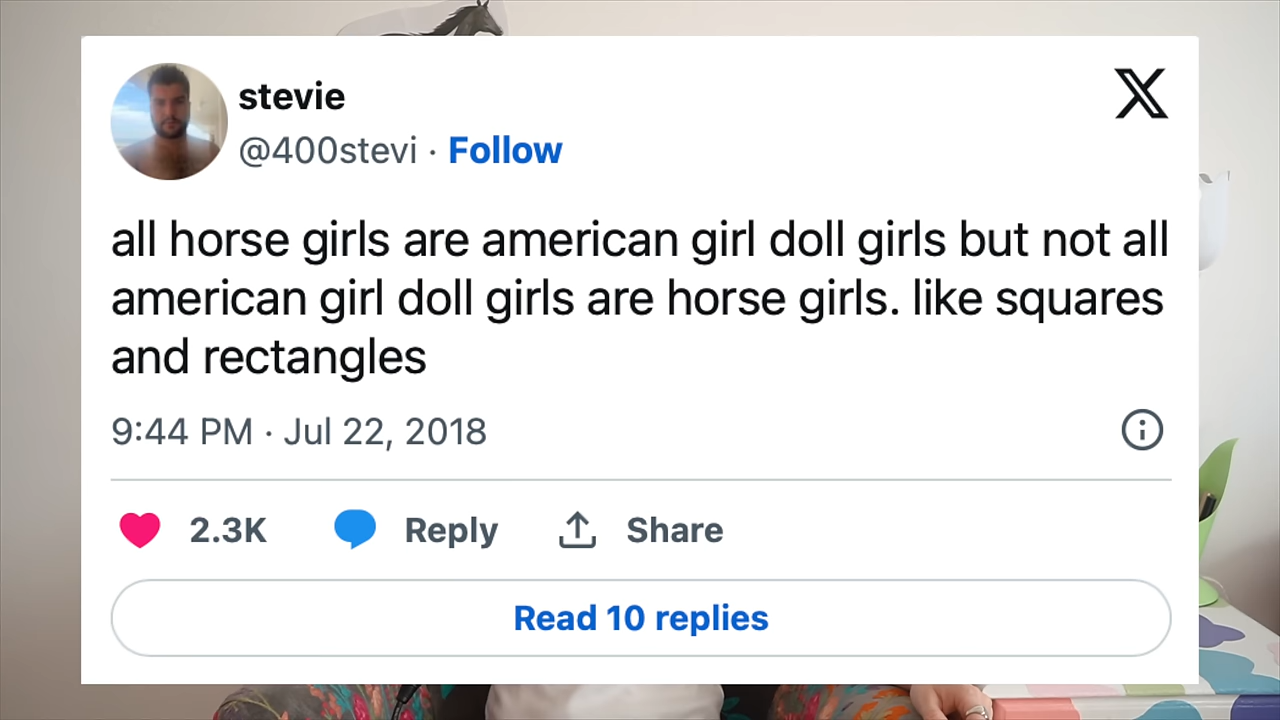 stevie
@400stevi · Follow
all horse girls are american girl doll girls but not all
american girl doll girls are horse girls. like squares
and rectangles
9:44 PM · Jul 22, 2018
2.3K Reply Share
Read 10 replies